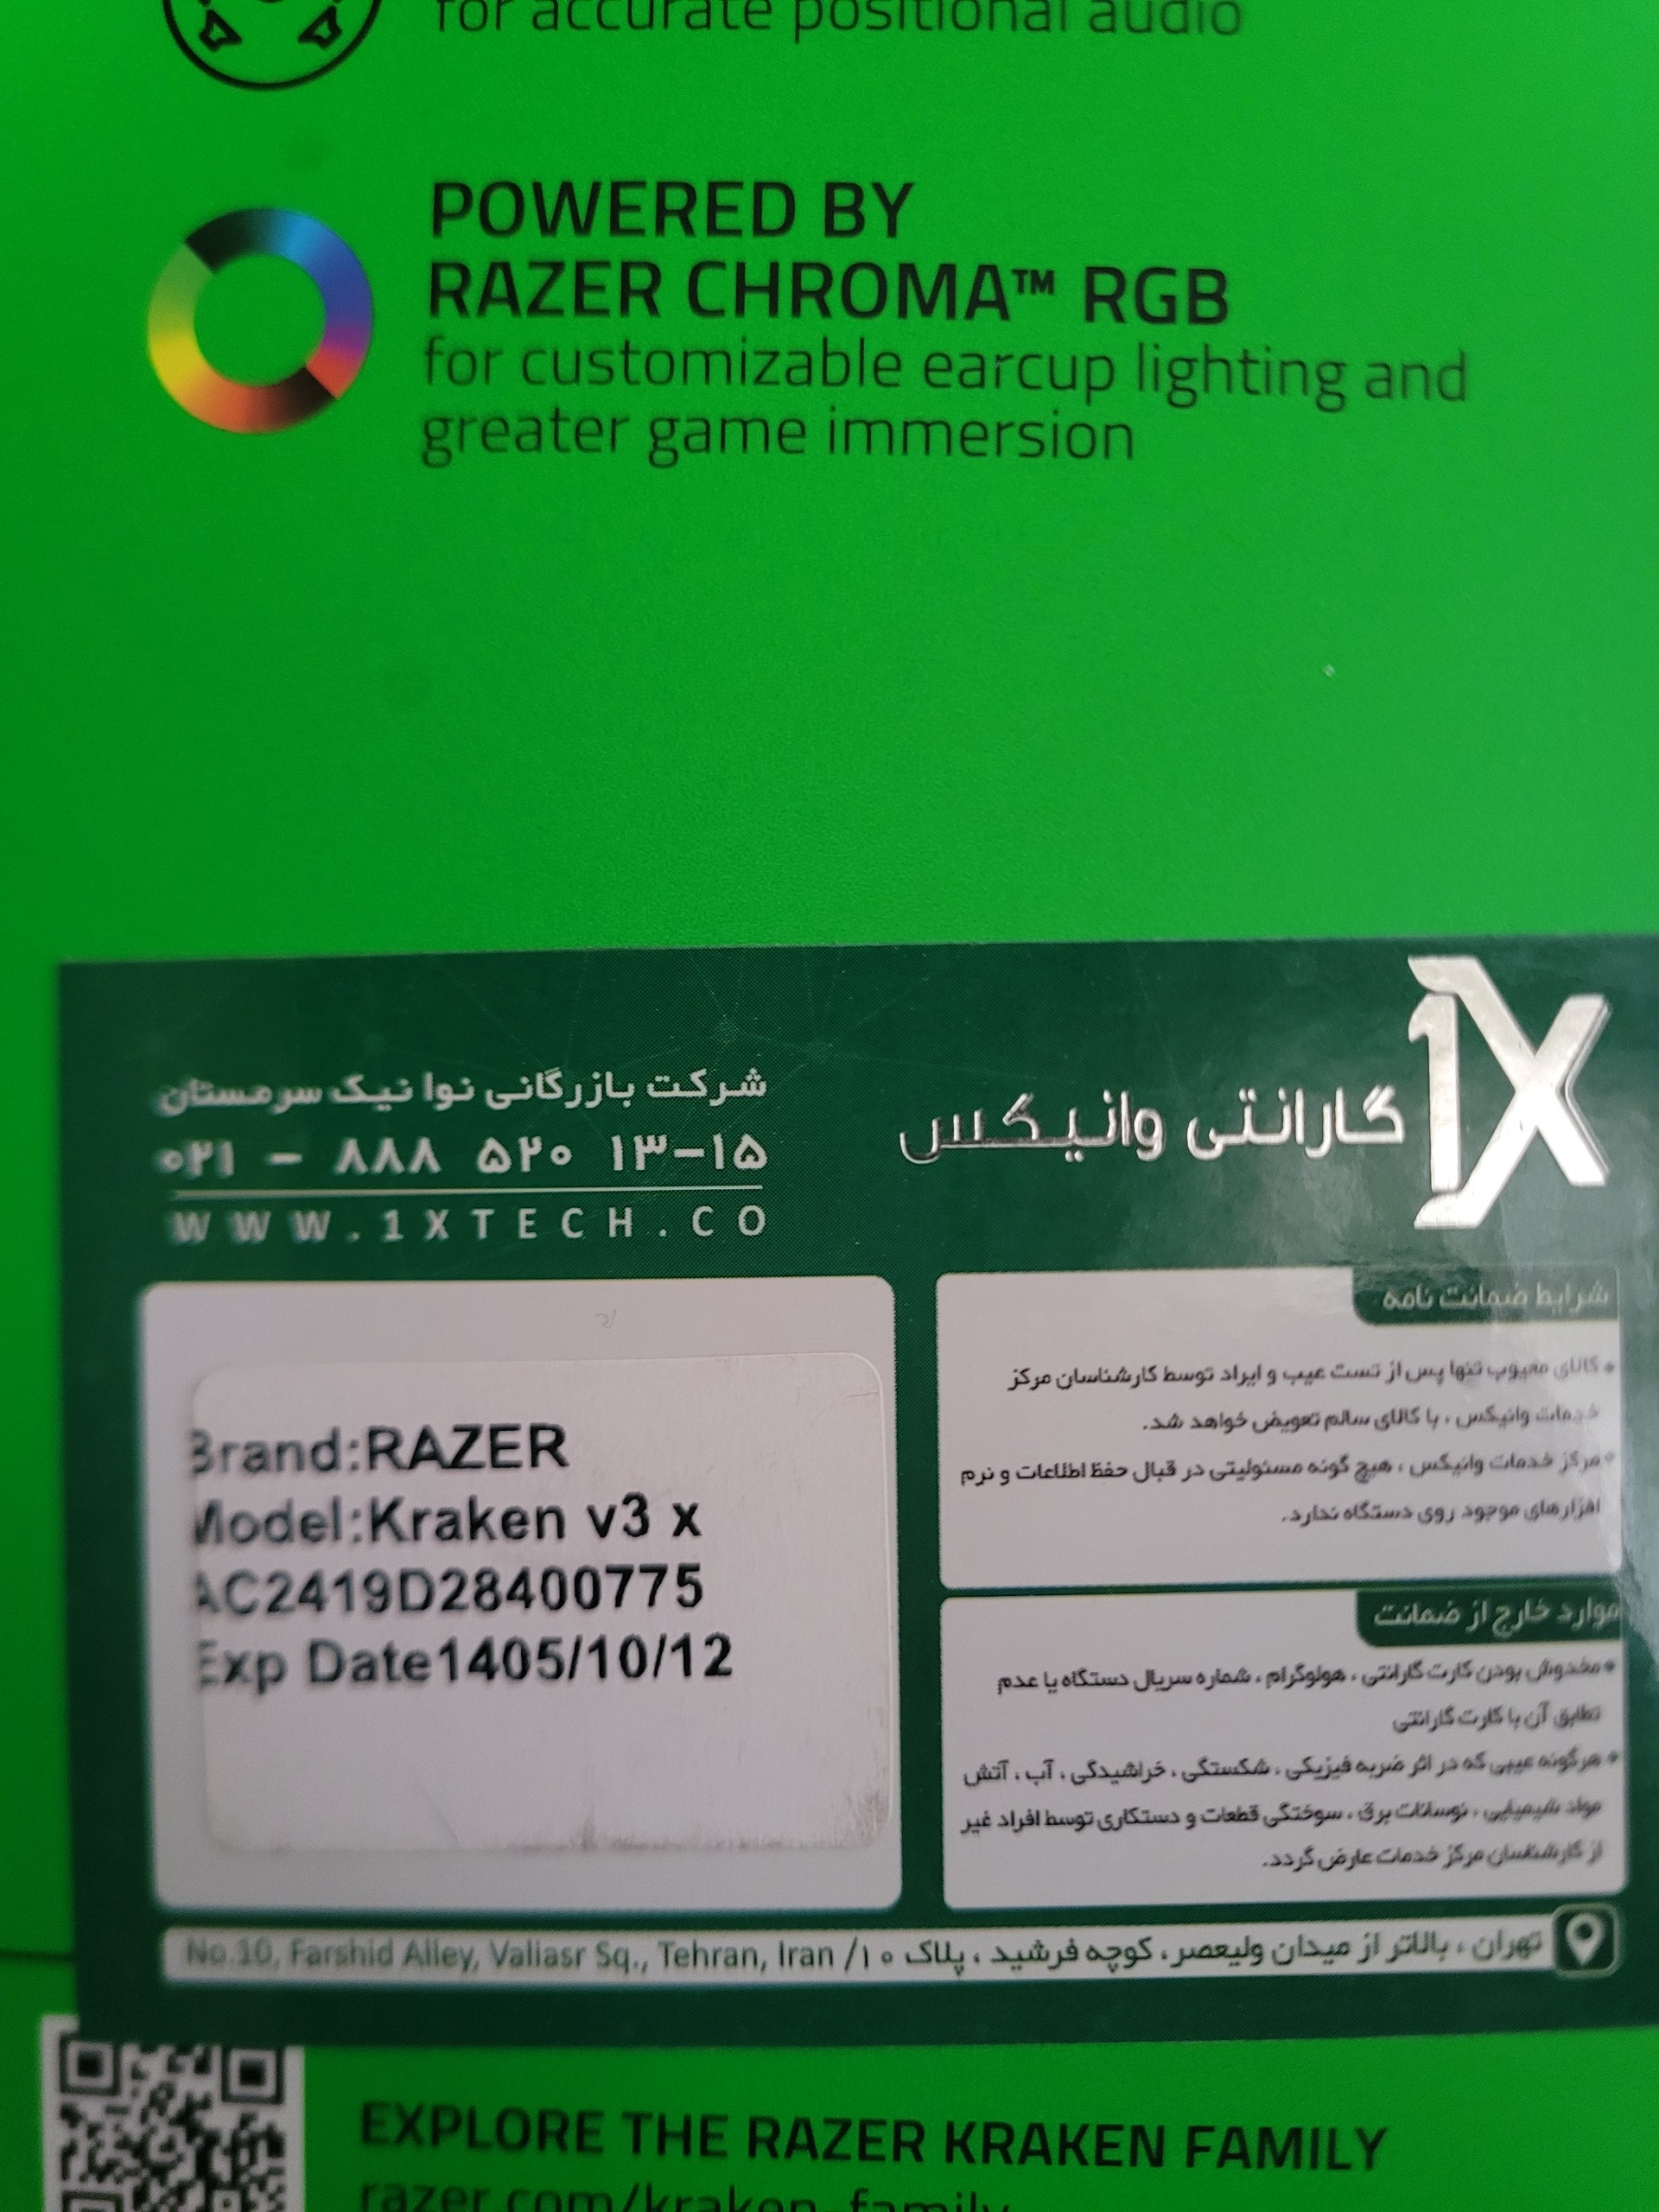 for accurate positional audio
POWERED BY
RAZER CHROMA™ RGB
for customizable earcup lighting and
greater game immersion
1X
گارانتی وانیکس
شرکت بازرگانی نوا نیک سرمستان
۰۲۱ - ۸۸۸ ۵۲۰ ۱۳-۱۵
WWW.1XTECH.CO
Brand:RAZER
Model:Kraken v3 x
AC2419D28400775
Exp Date1405/10/12
شرایط ضمانت نامه
• کالای معیوب تنها پس از تست عیب و ایراد توسط کارشناسان مرکز
خدمات وانیکس ، با کالای سالم تعویض خواهد شد.
• مرکز خدمات وانیکس ، هیچ گونه مسئولیتی در قبال حفظ اطلاعات و نرم
افزارهای موجود روی دستگاه ندارد.
موارد خارج از ضمانت
• مخدوش بودن کارت گارانتی ، هولوگرام ، شماره سریال دستگاه یا عدم
تطابق آن با کارت گارانتی
• هرگونه عیبی که در اثر ضربه فیزیکی ، شکستگی ، خراشیدگی ، آب ، آتش
مواد شیمیایی ، نوسانات برق ، سوختگی قطعات و دستکاری توسط افراد غیر
از کارشناسان مرکز خدمات عارض گردد.
تهران ، بالاتر از میدان ولیعصر ، کوچه فرشید ، پلاک ۱۰ / No.10, Farshid Alley, Valiasr Sq., Tehran, Iran
EXPLORE THE RAZER KRAKEN FAMILY
razer.com/kraken-family